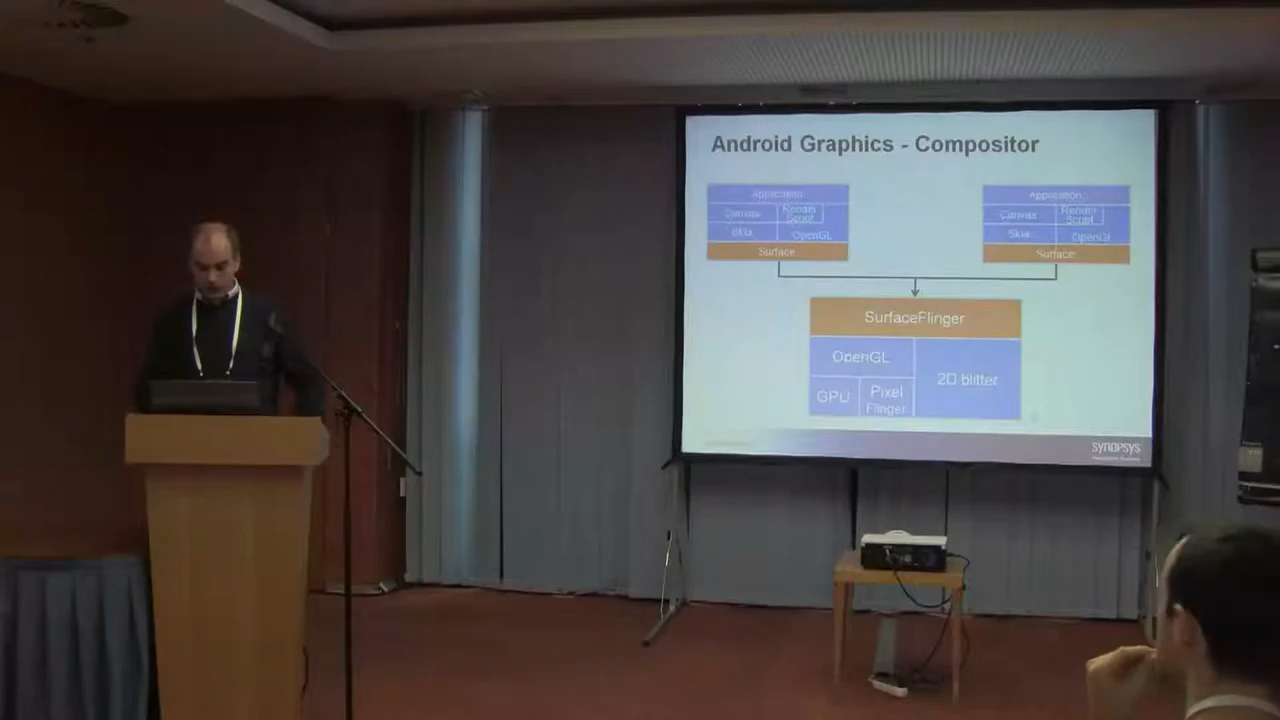 Android Graphics - Compositor
Application
Canvas
Render
Script
Skia
OpenGL
Surface
Application
Canvas
Render
Script
Skia
OpenGL
Surface
SurfaceFlinger
OpenGL
2D blitter
GPU
Pixel
Flinger
SYNOPSYS